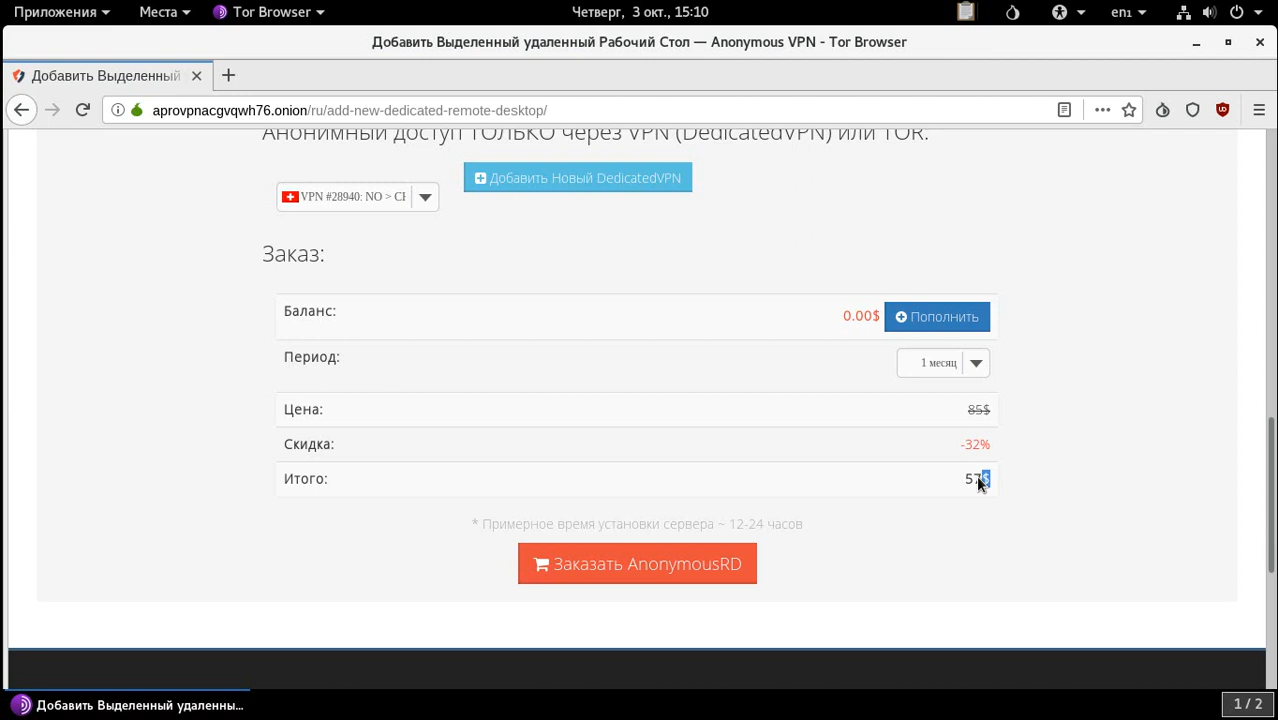 Приложения
Места
Tor Browser
Четверг, 3 окт., 15:10
en₁
Добавить Выделенный удаленный Рабочий Стол — Anonymous VPN - Tor Browser
Добавить Выделенный
aprovpnacgvqwh76.onion/ru/add-new-dedicated-remote-desktop/
Анонимный доступ ТОЛЬКО через VPN (DedicatedVPN) или TOR.
Добавить Новый DedicatedVPN
VPN #28940: NO > CH
Заказ:
Баланс:
0.00$
Пополнить
Период:
1 месяц
Цена:
85$
Скидка:
-32%
Итого:
57$
* Примерное время установки сервера ~ 12-24 часов
Заказать AnonymousRD
Добавить Выделенный удаленны...
1 / 2